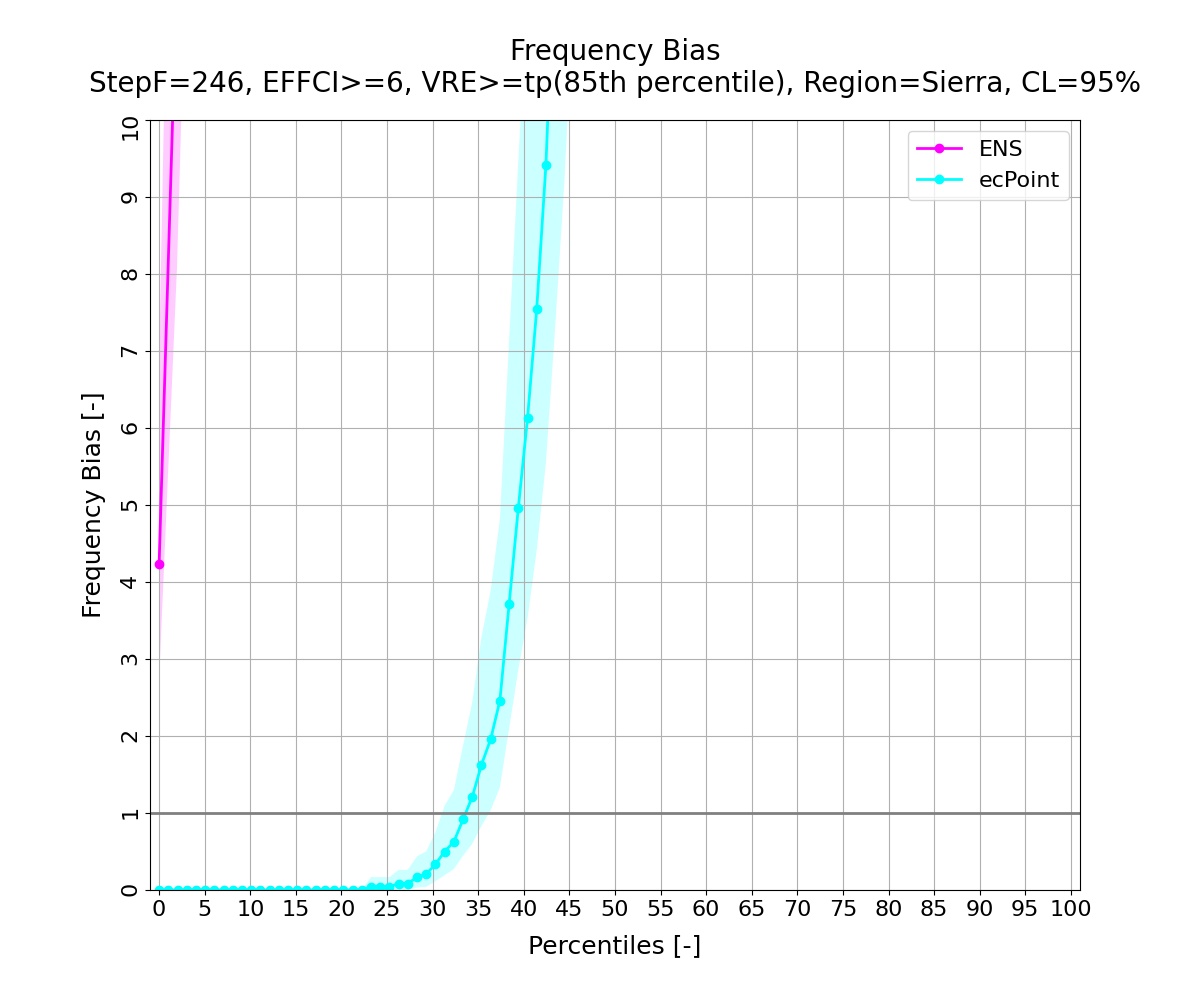 Frequency Bias
StepF=246, EFFCI>=6, VRE>=tp(85th percentile), Region=Sierra, CL=95%
ENS
ecPoint
Frequency Bias [-]
10
9
8
7
6
5
4
3
2
1
0
0 5 10 15 20 25 30 35 40 45 50 55 60 65 70 75 80 85 90 95 100
Percentiles [-]